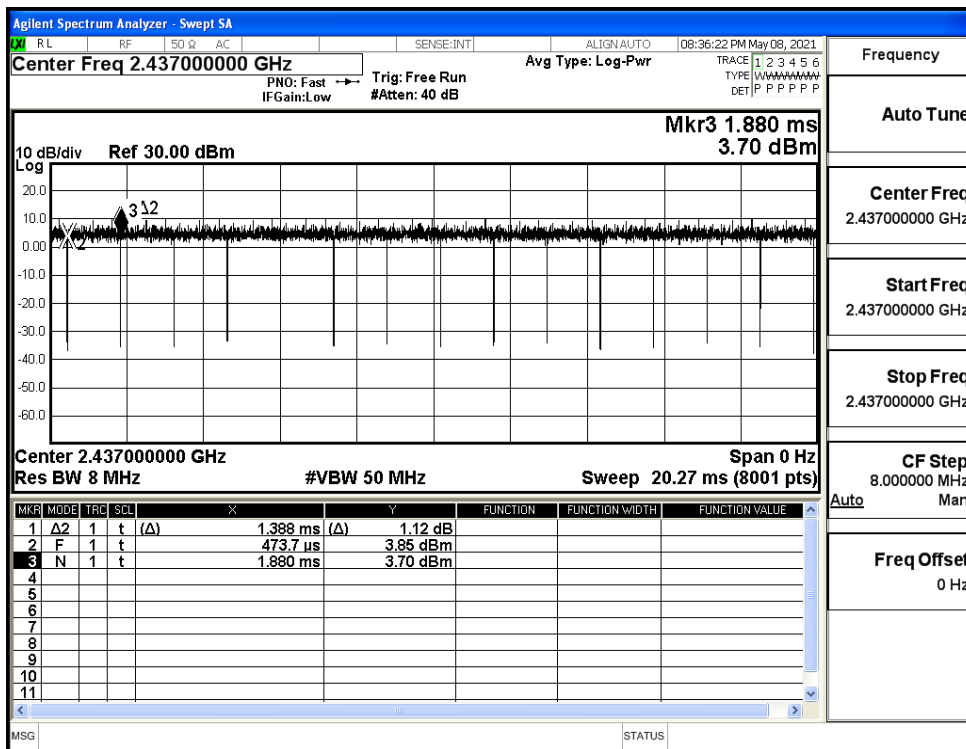 Agilent Spectrum Analyzer - Swept SA
LXI RL RF 50 Ω AC SENSE:INT ALIGN AUTO 08:36:22 PM May 08, 2021
Center Freq 2.437000000 GHz
PNO: Fast
IFGain:Low
Trig: Free Run
#Atten: 40 dB
Avg Type: Log-Pwr
TRACE 1 2 3 4 5 6
TYPE WWWWWW
DET P P P P P P
Mkr3 1.880 ms
3.70 dBm
10 dB/div Ref 30.00 dBm
Log
20.0
10.0
0.00
-10.0
-20.0
-30.0
-40.0
-50.0
-60.0
3 Δ2
2
Center 2.437000000 GHz Span 0 Hz
Res BW 8 MHz #VBW 50 MHz Sweep 20.27 ms (8001 pts)
MKR MODE TRC SCL X Y FUNCTION FUNCTION WIDTH FUNCTION VALUE
1 Δ2 1 t (Δ) 1.388 ms (Δ) 1.12 dB
2 F 1 t 473.7 µs 3.85 dBm
3 N 1 t 1.880 ms 3.70 dBm
4
5
6
7
8
9
10
11
MSG STATUS
Frequency
Auto Tune
Center Freq
2.437000000 GHz
Start Freq
2.437000000 GHz
Stop Freq
2.437000000 GHz
CF Step
8.000000 MHz
Auto Man
Freq Offset
0 Hz